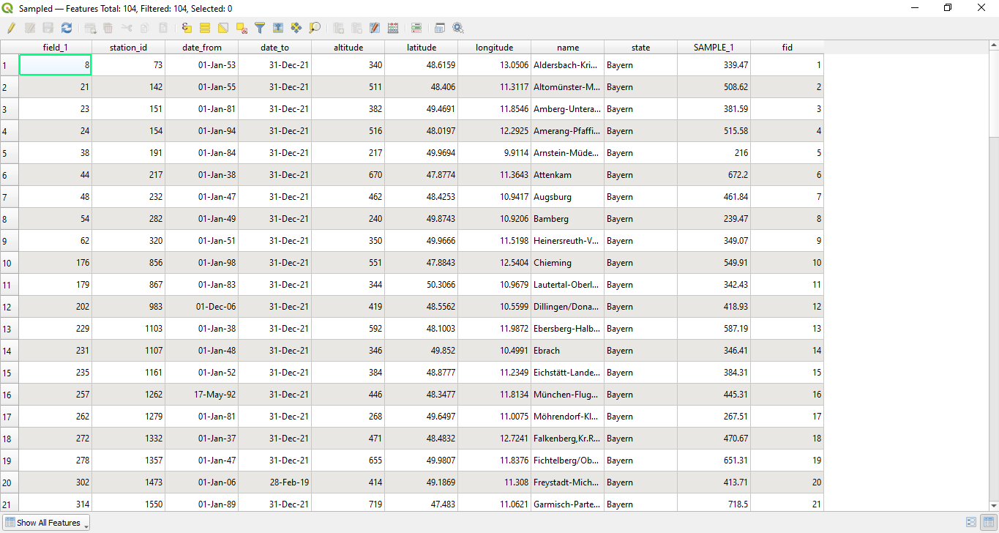 Sampled — Features Total: 104, Filtered: 104, Selected: 0
field_1 station_id date_from date_to altitude latitude longitude name state SAMPLE_1 fid
1 8 73 01-Jan-53 31-Dec-21 340 48.6159 13.0506 Aldersbach-Kri... Bayern 339.47 1
2 21 142 01-Jan-55 31-Dec-21 511 48.406 11.3117 Altomünster-M... Bayern 508.62 2
3 23 151 01-Jan-81 31-Dec-21 382 49.4691 11.8546 Amberg-Untera... Bayern 381.59 3
4 24 154 01-Jan-94 31-Dec-21 516 48.0197 12.2925 Amerang-Pfaffi... Bayern 515.58 4
5 38 191 01-Jan-84 31-Dec-21 217 49.9694 9.9114 Arnstein-Müde... Bayern 216 5
6 44 217 01-Jan-38 31-Dec-21 670 47.8774 11.3643 Attenkam Bayern 672.2 6
7 48 232 01-Jan-47 31-Dec-21 462 48.4253 10.9417 Augsburg Bayern 461.84 7
8 54 282 01-Jan-49 31-Dec-21 240 49.8743 10.9206 Bamberg Bayern 239.47 8
9 62 320 01-Jan-51 31-Dec-21 350 49.9666 11.5198 Heinersreuth-V... Bayern 349.07 9
10 176 856 01-Jan-98 31-Dec-21 551 47.8843 12.5404 Chieming Bayern 549.91 10
11 179 867 01-Jan-83 31-Dec-21 344 50.3066 10.9679 Lautertal-Oberl... Bayern 342.43 11
12 202 983 01-Dec-06 31-Dec-21 419 48.5562 10.5599 Dillingen/Dona... Bayern 418.93 12
13 229 1103 01-Jan-38 31-Dec-21 592 48.1003 11.9872 Ebersberg-Halb... Bayern 587.19 13
14 231 1107 01-Jan-48 31-Dec-21 346 49.852 10.4991 Ebrach Bayern 346.41 14
15 235 1161 01-Jan-52 31-Dec-21 384 48.8777 11.2349 Eichstätt-Lande... Bayern 384.31 15
16 257 1262 17-May-92 31-Dec-21 446 48.3477 11.8134 München-Flug... Bayern 445.31 16
17 262 1279 01-Jan-81 31-Dec-21 268 49.6497 11.0075 Möhrendorf-Kl... Bayern 267.51 17
18 272 1332 01-Jan-37 31-Dec-21 471 48.4832 12.7241 Falkenberg,Kr.R... Bayern 470.67 18
19 278 1357 01-Jan-47 31-Dec-21 655 49.9807 11.8376 Fichtelberg/Ob... Bayern 651.31 19
20 302 1473 01-Jan-06 28-Feb-19 414 49.1869 11.308 Freystadt-Mich... Bayern 413.71 20
21 314 1550 01-Jan-89 31-Dec-21 719 47.483 11.0621 Garmisch-Parte... Bayern 718.5 21
Show All Features